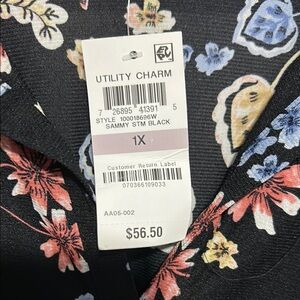 UTILITY CHARM
7 26895 41391 5
STYLE 100018606W
SAMMY STM BLACK
1X
Customer Return Label
070366109033
AA06-002
$56.50